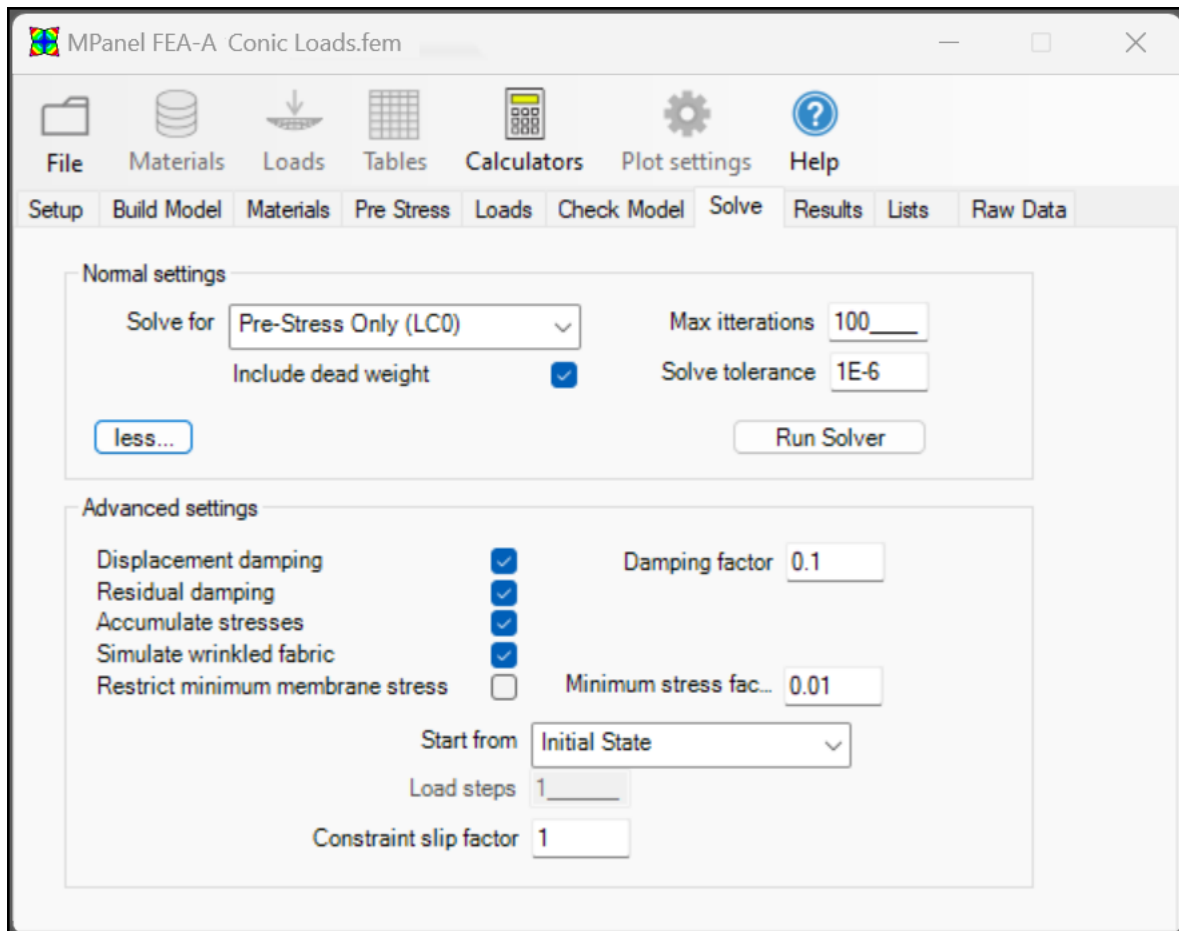 MPanel FEA-A Conic Loads.fem
File Materials Loads Tables Calculators Plot settings Help
Setup Build Model Materials Pre Stress Loads Check Model Solve Results Lists Raw Data
Normal settings
Solve for Pre-Stress Only (LC0) Max itterations 100____
Include dead weight Solve tolerance 1E-6
less... Run Solver
Advanced settings
Displacement damping Damping factor 0.1
Residual damping
Accumulate stresses
Simulate wrinkled fabric
Restrict minimum membrane stress Minimum stress fac... 0.01
Start from Initial State
Load steps 1______
Constraint slip factor 1